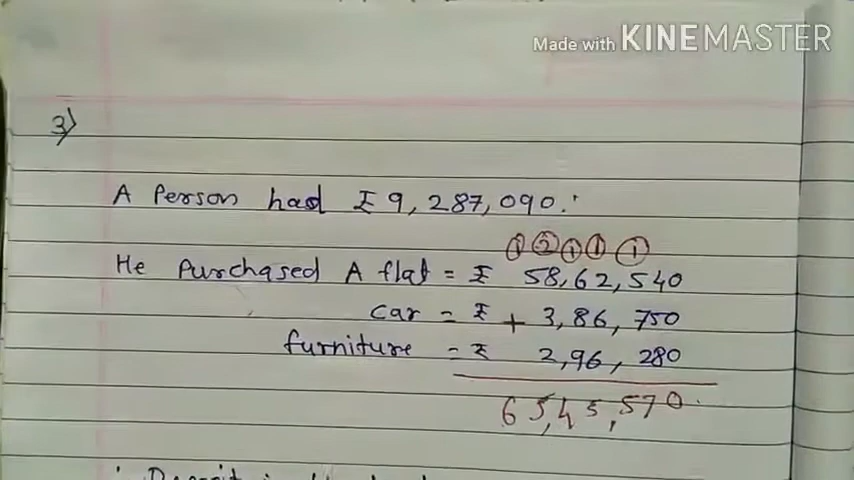 Made with KINEMASTER
3)
A Person had ₹ 9,287,090.
① ② ① ① ①
He Purchased A flat = ₹ 58,62,540
car = ₹ + 3,86,750
furniture = ₹ 2,96,280
65,45,570